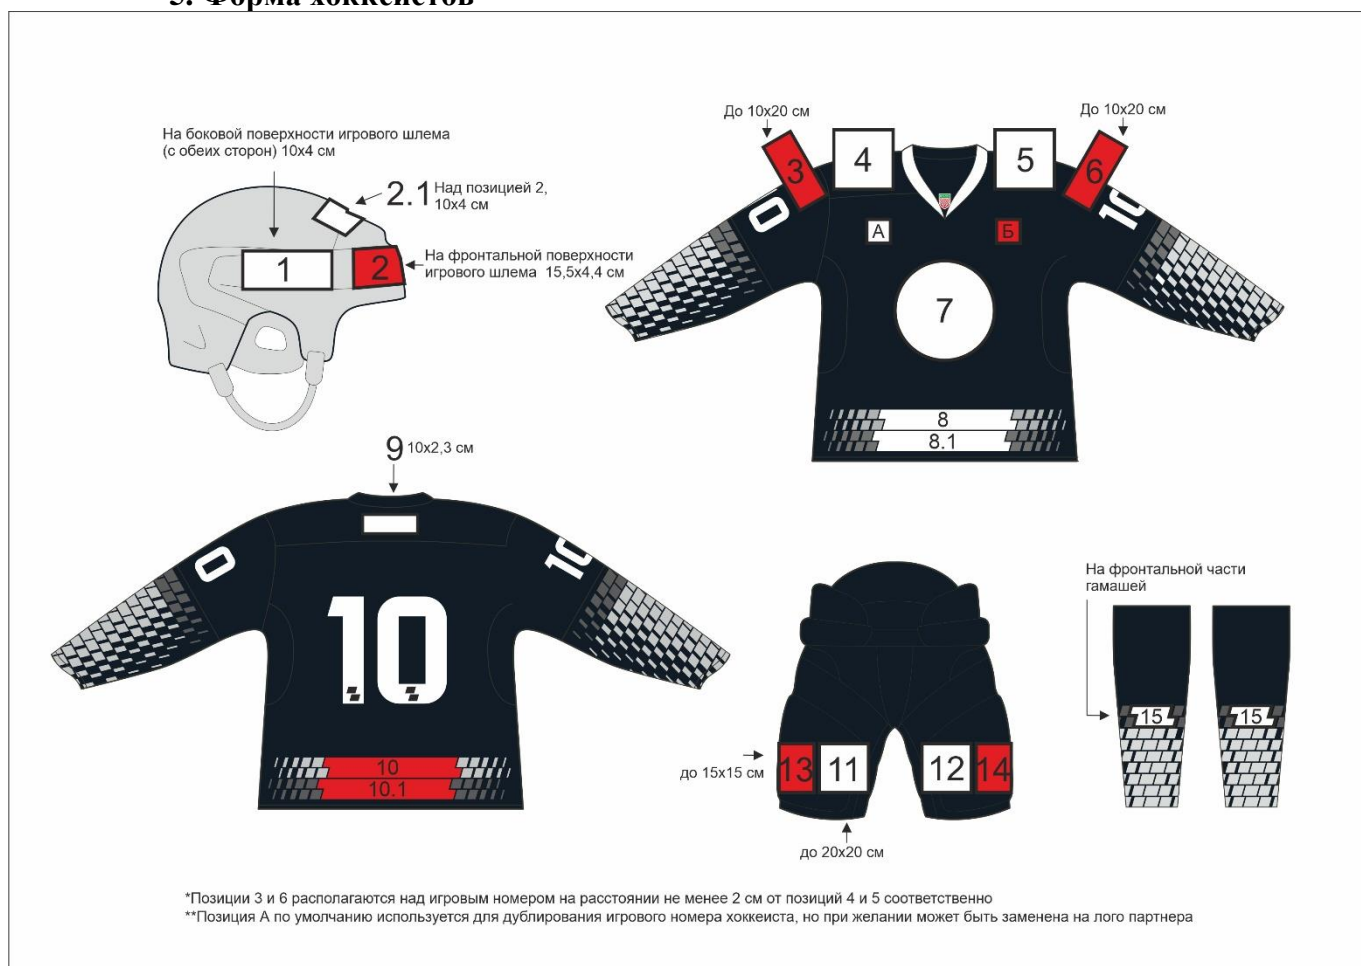 3. Форма хоккеистов
На боковой поверхности игрового шлема
(с обеих сторон) 10х4 см
2.1 Над позицией 2,
10х4 см
1
2
На фронтальной поверхности
игрового шлема 15,5х4,4 см
До 10х20 см
До 10х20 см
3
4
5
6
0
10
А
Б
7
8
8.1
9 10х2,3 см
0
10
10
10
10.1
На фронтальной части
гамашей
до 15х15 см
13
11
12
14
15
15
до 20х20 см
*Позиции 3 и 6 располагаются над игровым номером на расстоянии не менее 2 см от позиций 4 и 5 соответственно
**Позиция А по умолчанию используется для дублирования игрового номера хоккеиста, но при желании может быть заменена на лого партнера